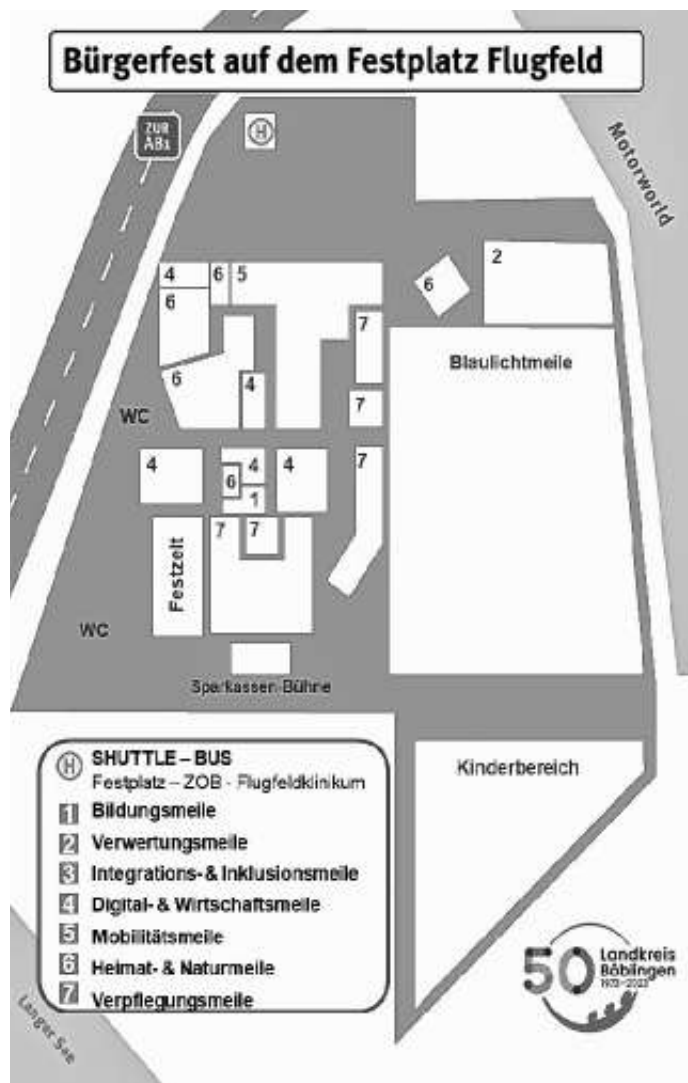 Bürgerfest auf dem Festplatz Flugfeld
ZUR
A81
H
Motorworld
4
6
5
6
2
6
7
Blaulichtmeile
6
4
7
WC
4
4
4
7
6
1
7
7
Festzelt
WC
Sparkassen-Bühne
H SHUTTLE – BUS
Festplatz – ZOB - Flugfeldklinikum
1 Bildungsmeile
2 Verwertungsmeile
3 Integrations- & Inklusionsmeile
4 Digital- & Wirtschaftsmeile
5 Mobilitätsmeile
6 Heimat- & Naturmeile
7 Verpflegungsmeile
Kinderbereich
50 Landkreis
Böblingen
1973–2023
Langer See